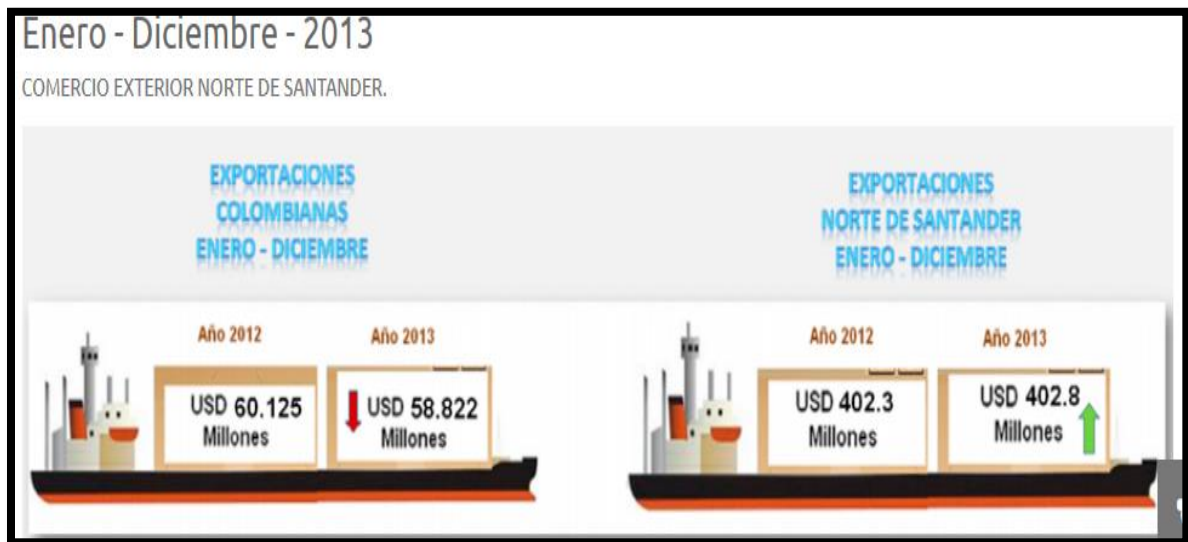 Enero - Diciembre - 2013
COMERCIO EXTERIOR NORTE DE SANTANDER.
EXPORTACIONES
COLOMBIANAS
ENERO - DICIEMBRE
EXPORTACIONES
NORTE DE SANTANDER
ENERO - DICIEMBRE
Año 2012
Año 2013
USD 60.125
Millones
USD 58.822
Millones
Año 2012
Año 2013
USD 402.3
Millones
USD 402.8
Millones